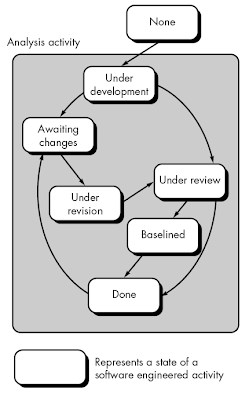 None
Analysis activity
Under
development
Awaiting
changes
Under review
Under
revision
Baselined
Done
Represents a state of a
software engineered activity